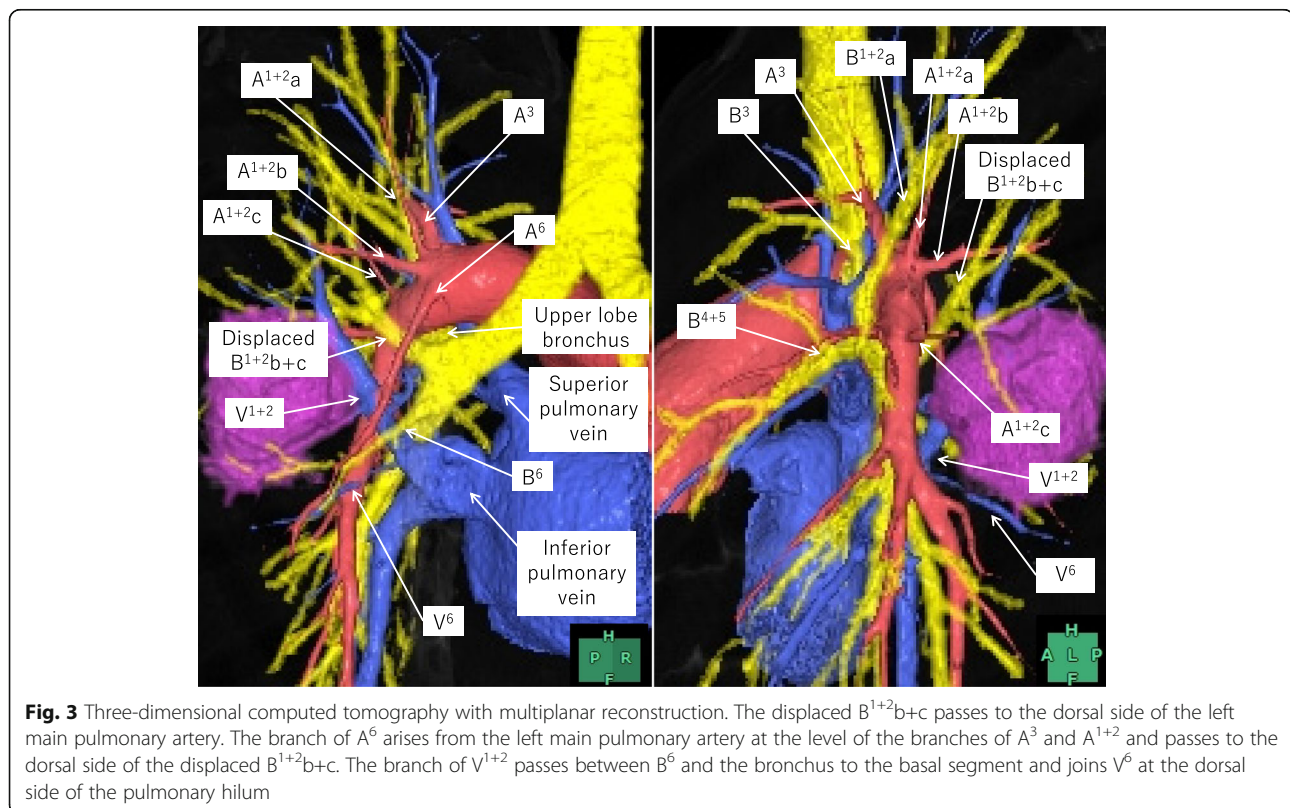 A¹⁺²a
A³
A¹⁺²b
A¹⁺²c
A⁶
Upper lobe
bronchus
Displaced
B¹⁺²b+c
V¹⁺²
Superior
pulmonary
vein
B⁶
Inferior
pulmonary
vein
V⁶
H
P R
F
A³
B¹⁺²a
A¹⁺²a
B³
A¹⁺²b
Displaced
B¹⁺²b+c
B⁴⁺⁵
A¹⁺²c
V¹⁺²
V⁶
H
A L P
F
Fig. 3 Three-dimensional computed tomography with multiplanar reconstruction. The displaced B¹⁺²b+c passes to the dorsal side of the left
main pulmonary artery. The branch of A⁶ arises from the left main pulmonary artery at the level of the branches of A³ and A¹⁺² and passes to the
dorsal side of the displaced B¹⁺²b+c. The branch of V¹⁺² passes between B⁶ and the bronchus to the basal segment and joins V⁶ at the dorsal
side of the pulmonary hilum